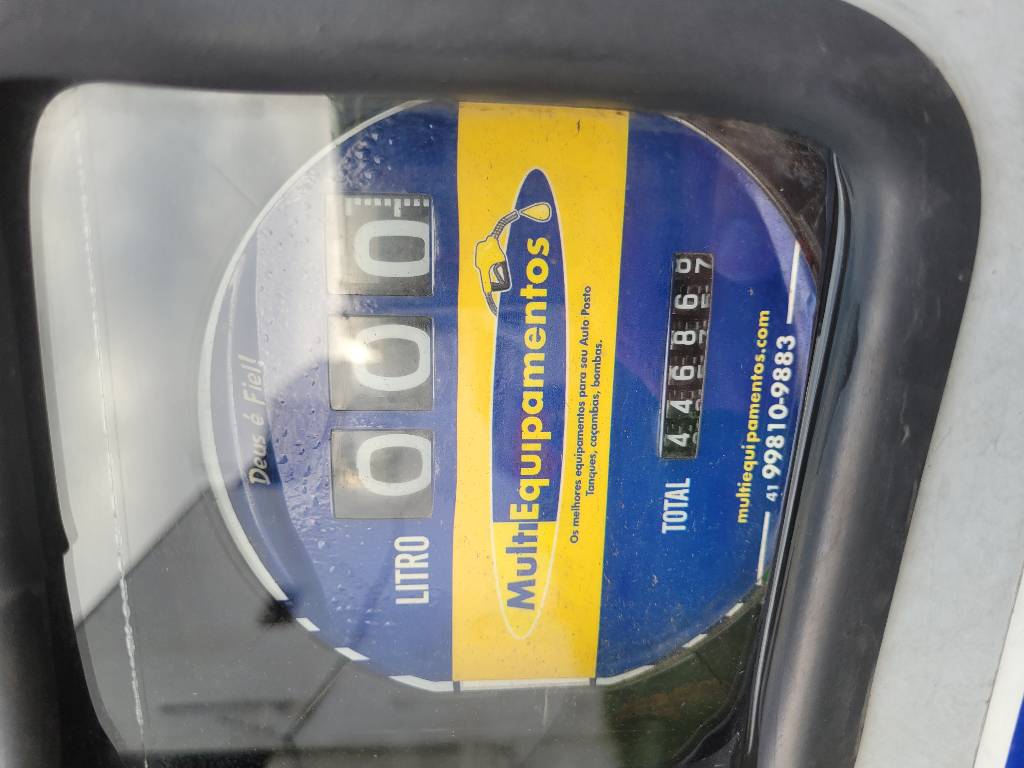 Deus é Fiel!
LITRO 000
MultiEquipamentos
Os melhores equipamentos para seu Auto Posto
Tanques, caçambas, bombas.
TOTAL 44686
multiequipamentos.com
41 99810-9883